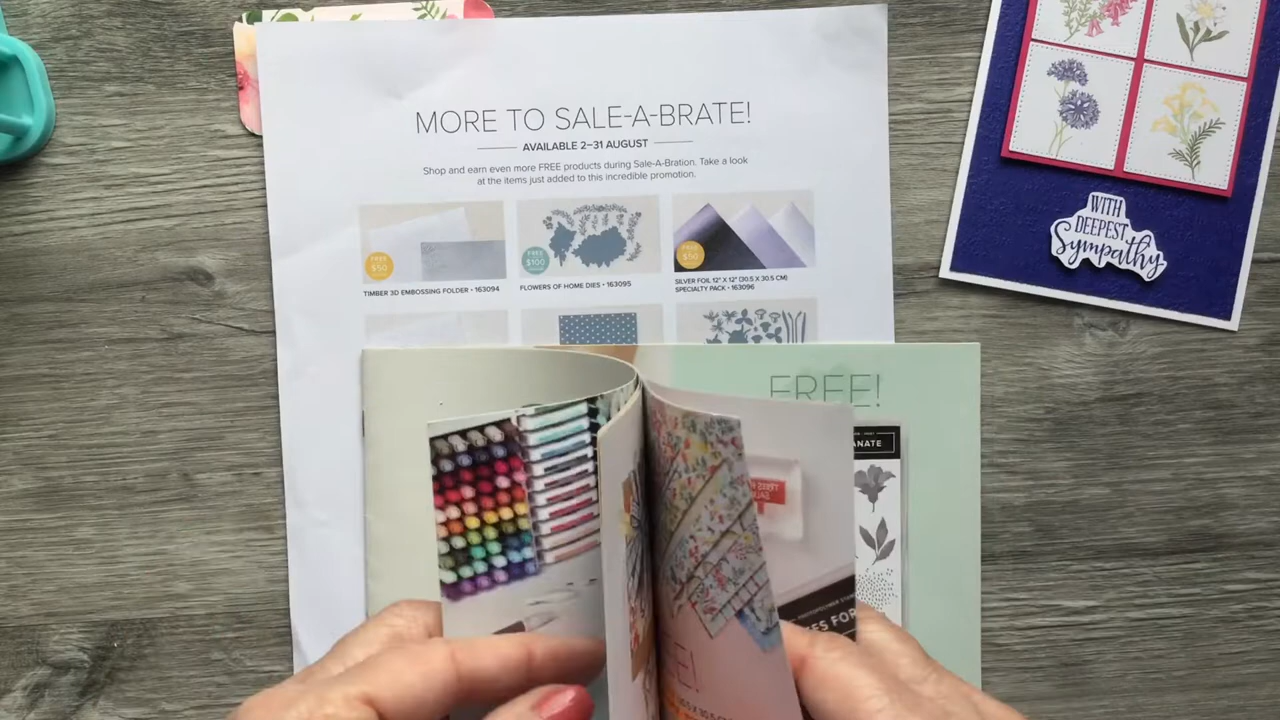 MORE TO SALE-A-BRATE!
AVAILABLE 2–31 AUGUST
Shop and earn even more FREE products during Sale-A-Bration. Take a look
at the items just added to this incredible promotion.
FREE
$50
FREE
$100
FREE
$50
TIMBER 3D EMBOSSING FOLDER • 163094
FLOWERS OF HOME DIES • 163095
SILVER FOIL 12" X 12" (30.5 X 30.5 CM)
SPECIALTY PACK • 163096
WITH
DEEPEST
Sympathy
FREE!
ANATE